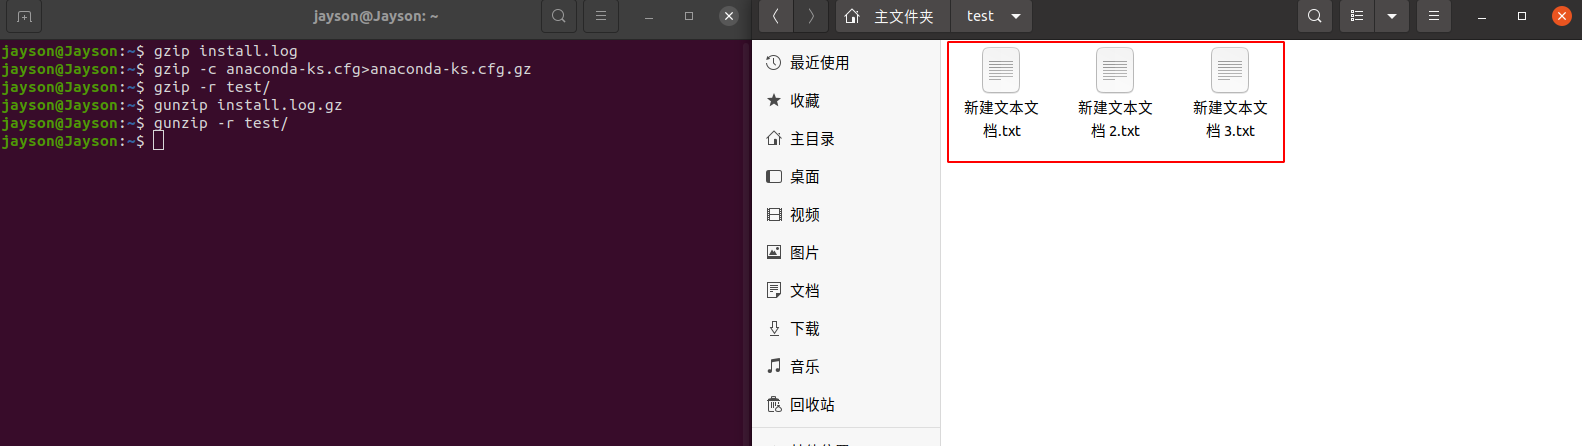 jayson@Jayson: ~
jayson@Jayson:~$ gzip install.log
jayson@Jayson:~$ gzip -c anaconda-ks.cfg>anaconda-ks.cfg.gz
jayson@Jayson:~$ gzip -r test/
jayson@Jayson:~$ gunzip install.log.gz
jayson@Jayson:~$ gunzip -r test/
jayson@Jayson:~$
主文件夹 test
最近使用
收藏
主目录
桌面
视频
图片
文档
下载
音乐
回收站
新建文本文
档.txt
新建文本文
档 2.txt
新建文本文
档 3.txt